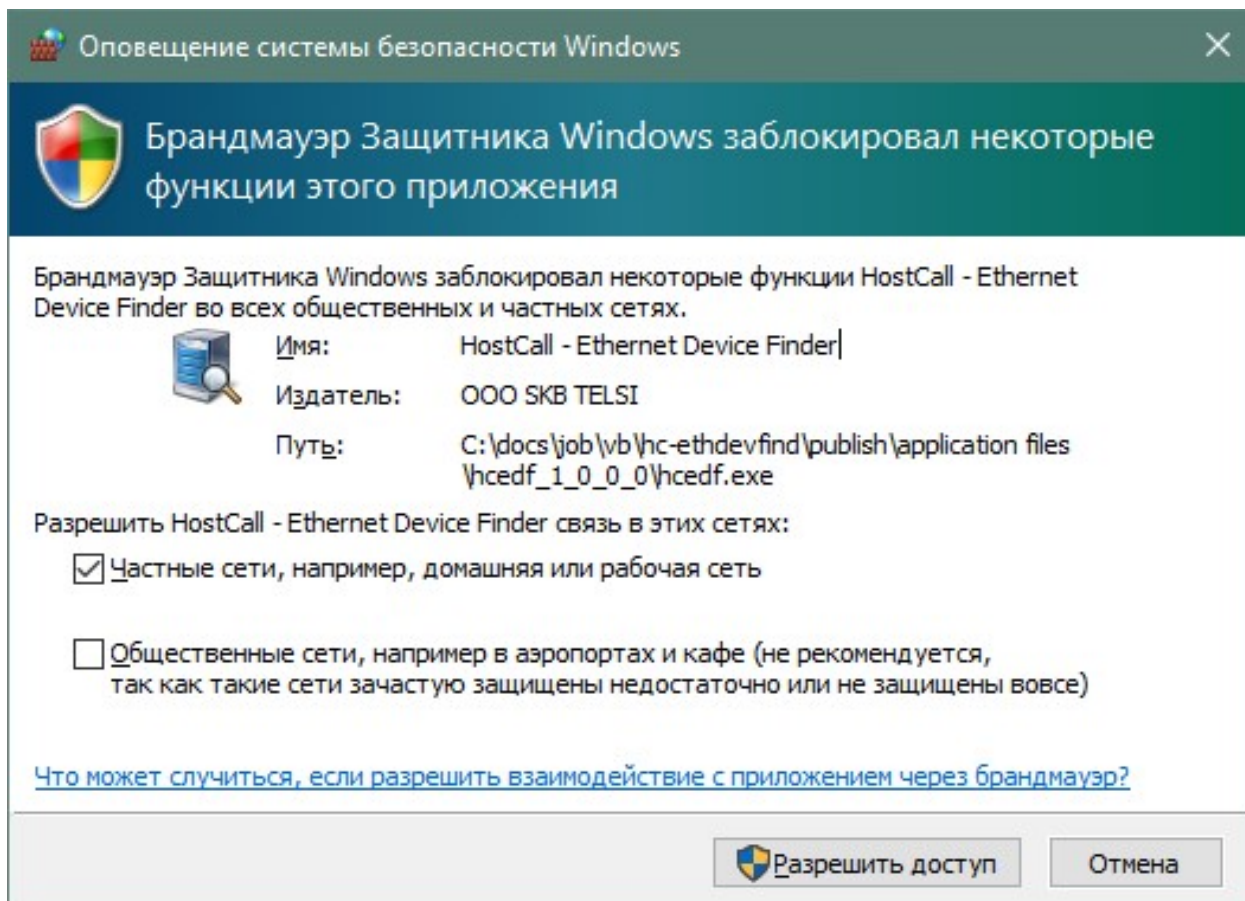 Оповещение системы безопасности Windows
Брандмауэр Защитника Windows заблокировал некоторые
функции этого приложения
Брандмауэр Защитника Windows заблокировал некоторые функции HostCall - Ethernet
Device Finder во всех общественных и частных сетях.
Имя: HostCall - Ethernet Device Finder
Издатель: OOO SKB TELSI
Путь: C:\docs\job\vb\hc-ethdevfind\publish\application files
\hcedf_1_0_0_0\hcedf.exe
Разрешить HostCall - Ethernet Device Finder связь в этих сетях:
Частные сети, например, домашняя или рабочая сеть
Общественные сети, например в аэропортах и кафе (не рекомендуется,
так как такие сети зачастую защищены недостаточно или не защищены вовсе)
Что может случиться, если разрешить взаимодействие с приложением через брандмауэр?
Разрешить доступ
Отмена